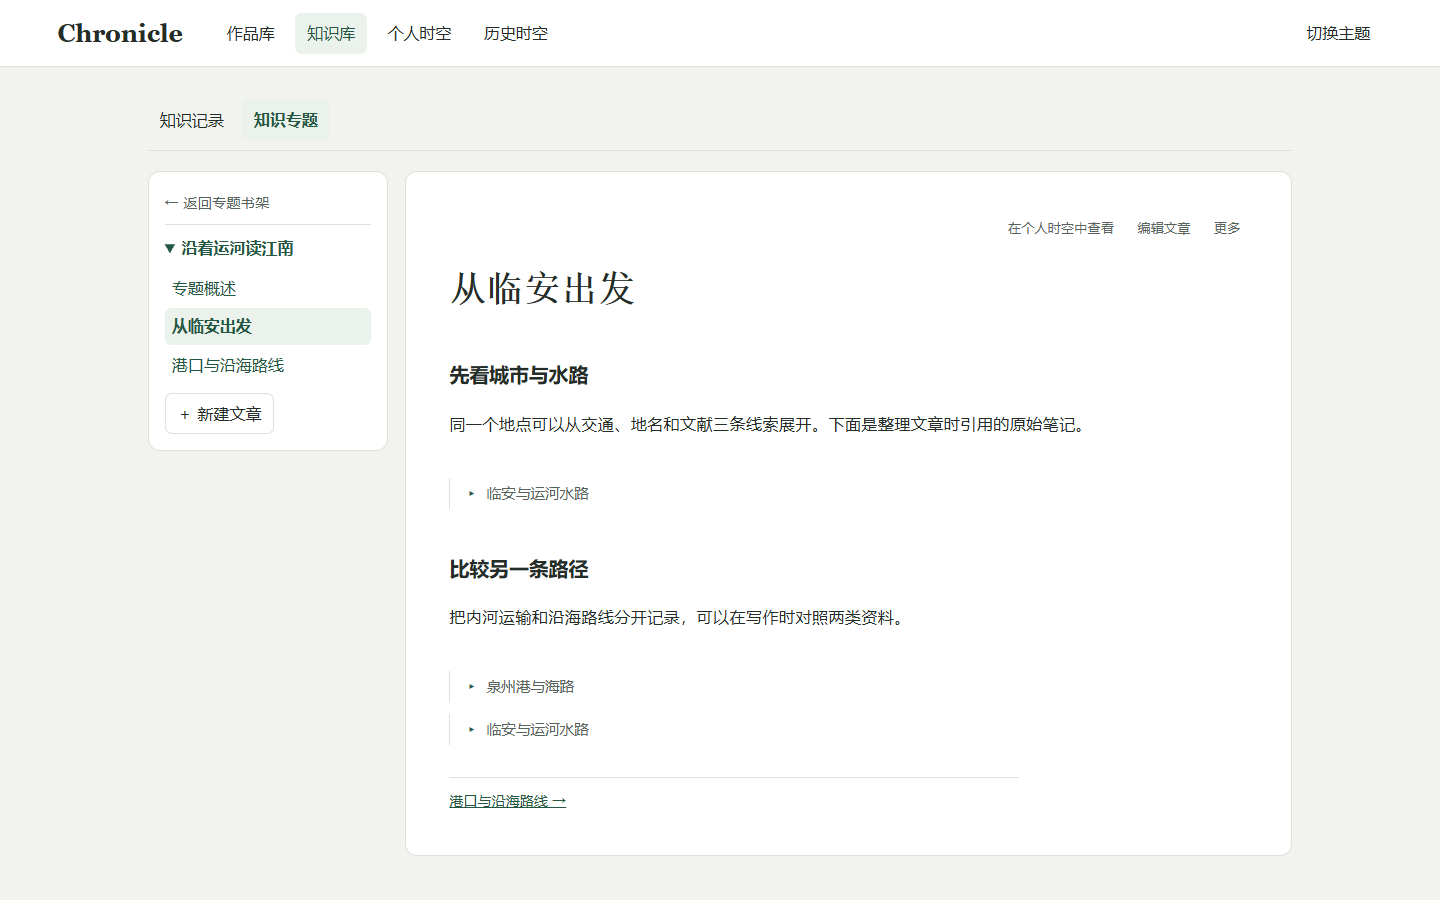 Chronicle 作品库 知识库 个人时空 历史时空 切换主题
知识记录 知识专题
← 返回专题书架
▼ 沿着运河读江南
专题概述
从临安出发
港口与沿海路线
+ 新建文章
在个人时空中查看 编辑文章 更多
从临安出发
先看城市与水路
同一个地点可以从交通、地名和文献三条线索展开。下面是整理文章时引用的原始笔记。
▸ 临安与运河水路
比较另一条路径
把内河运输和沿海路线分开记录，可以在写作时对照两类资料。
▸ 泉州港与海路
▸ 临安与运河水路
港口与沿海路线 →